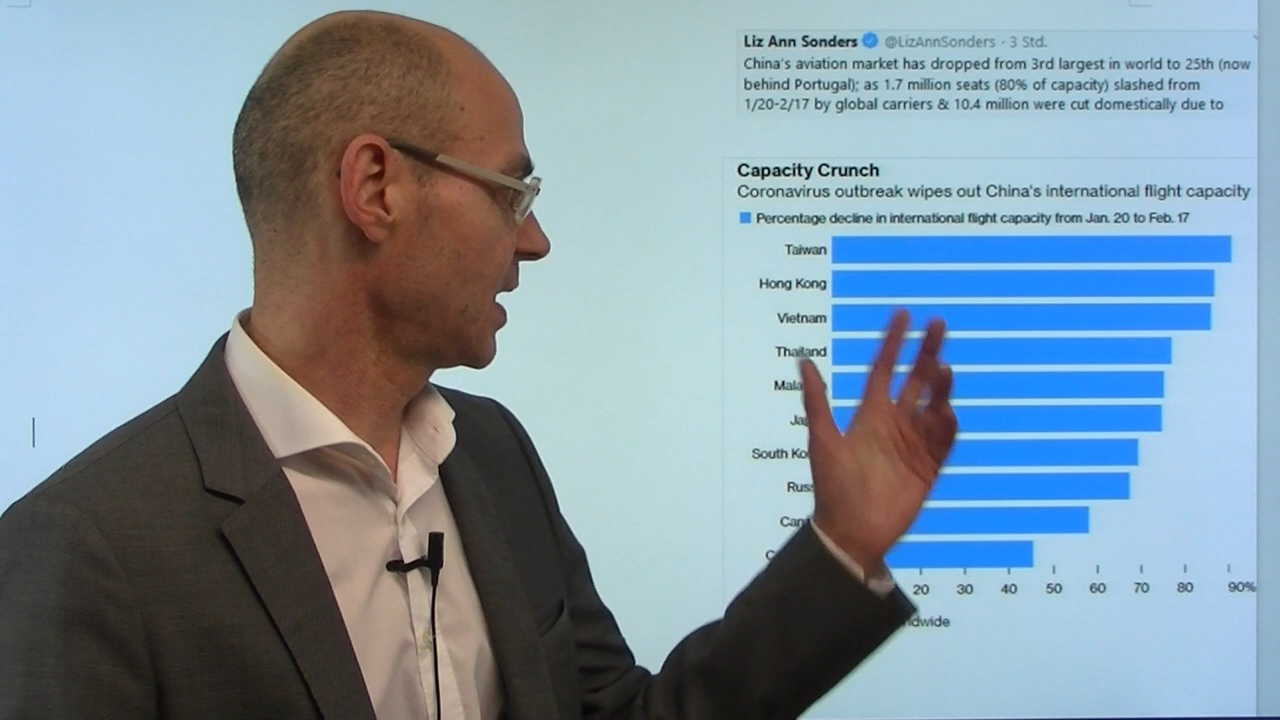 Liz Ann Sonders @LizAnnSonders · 3 Std.
China's aviation market has dropped from 3rd largest in world to 25th (now
behind Portugal); as 1.7 million seats (80% of capacity) slashed from
1/20-2/17 by global carriers & 10.4 million were cut domestically due to
Capacity Crunch
Coronavirus outbreak wipes out China's international flight capacity
Percentage decline in international flight capacity from Jan. 20 to Feb. 17
Taiwan
Hong Kong
Vietnam
Thailand
South
20 30 40 50 60 70 80 90%